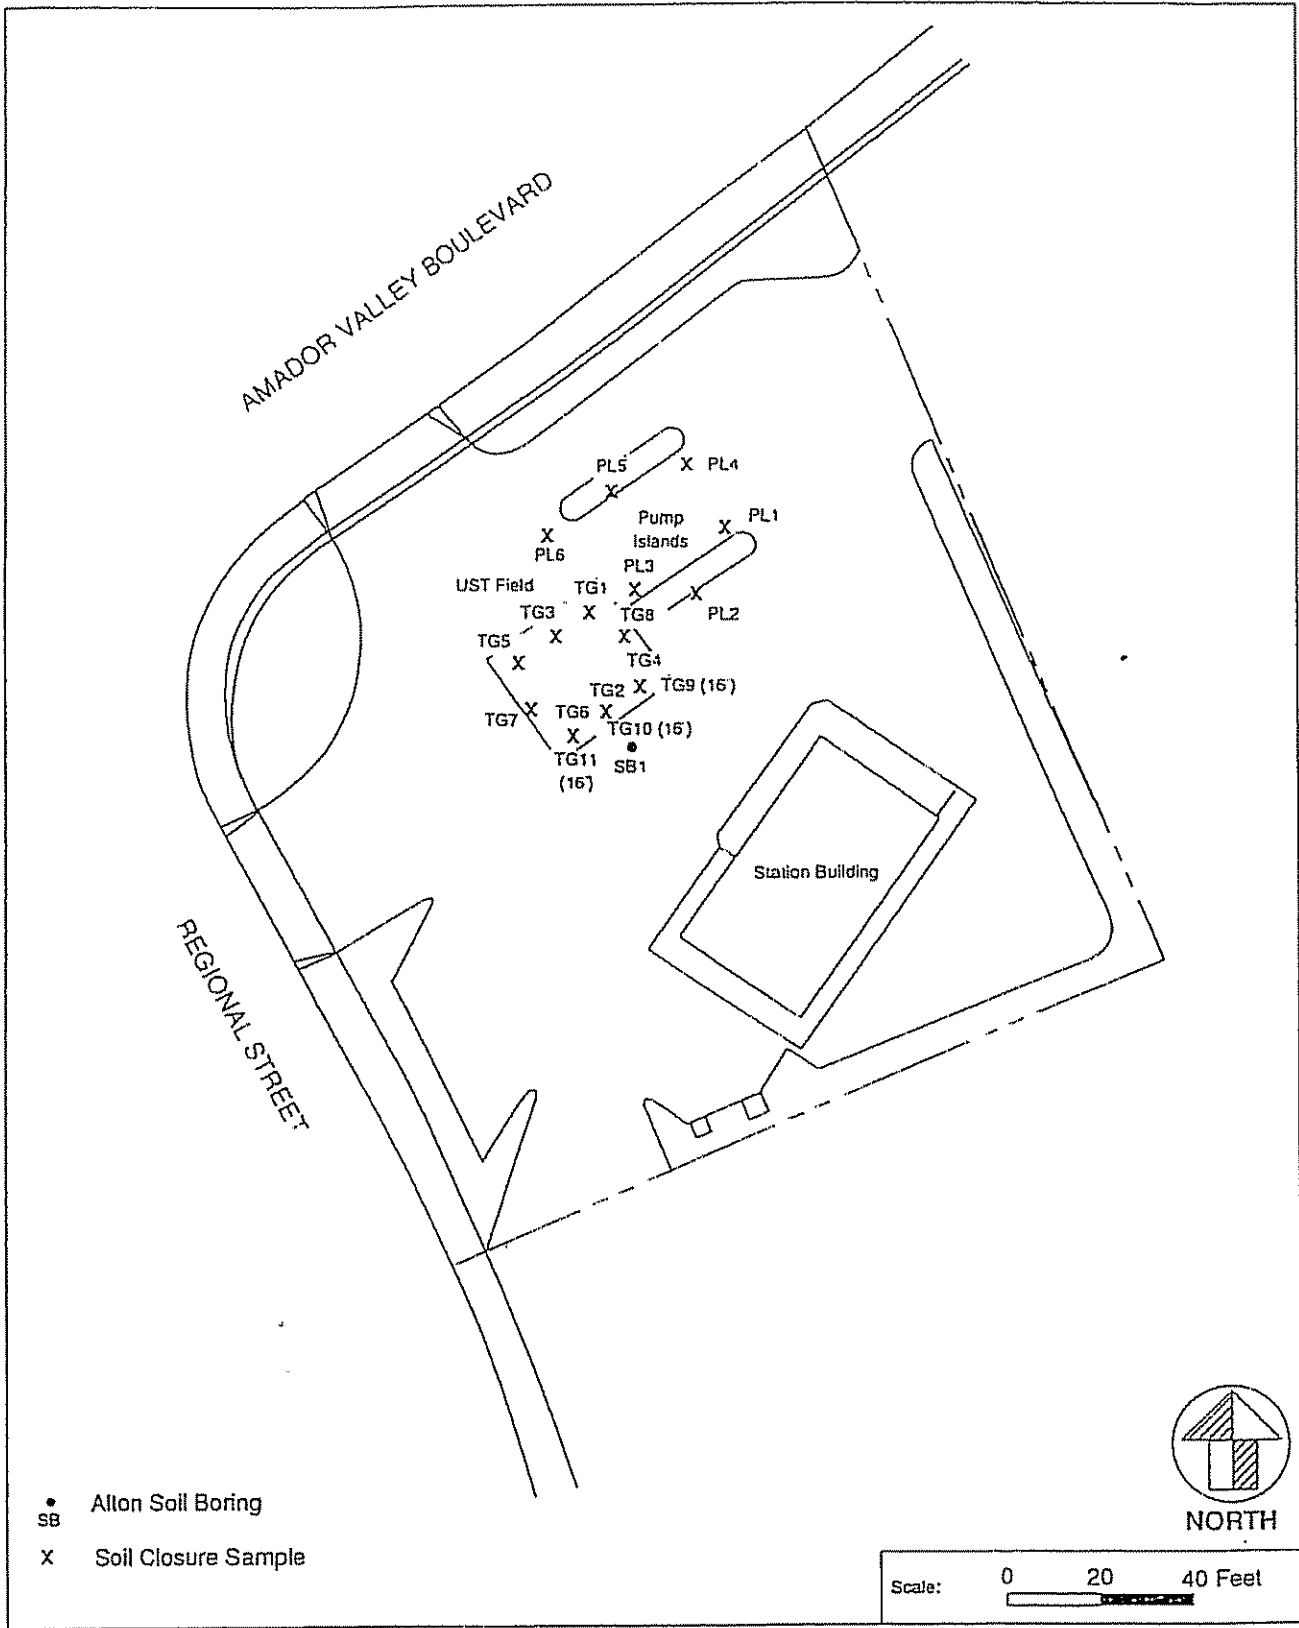 AMADOR VALLEY BOULEVARD
PL5
PL4
Pump
Islands
PL1
PL6
PL3
UST Field
TG1
PL2
TG3
TG8
TG5
TG4
TG2
TG9 (16')
TG7
TG6
TG10 (16')
TG11
(16')
SB1
Station Building
REGIONAL STREET
NORTH
SB
Alton Soil Boring
X
Soil Closure Sample
Scale:
0 20 40 Feet